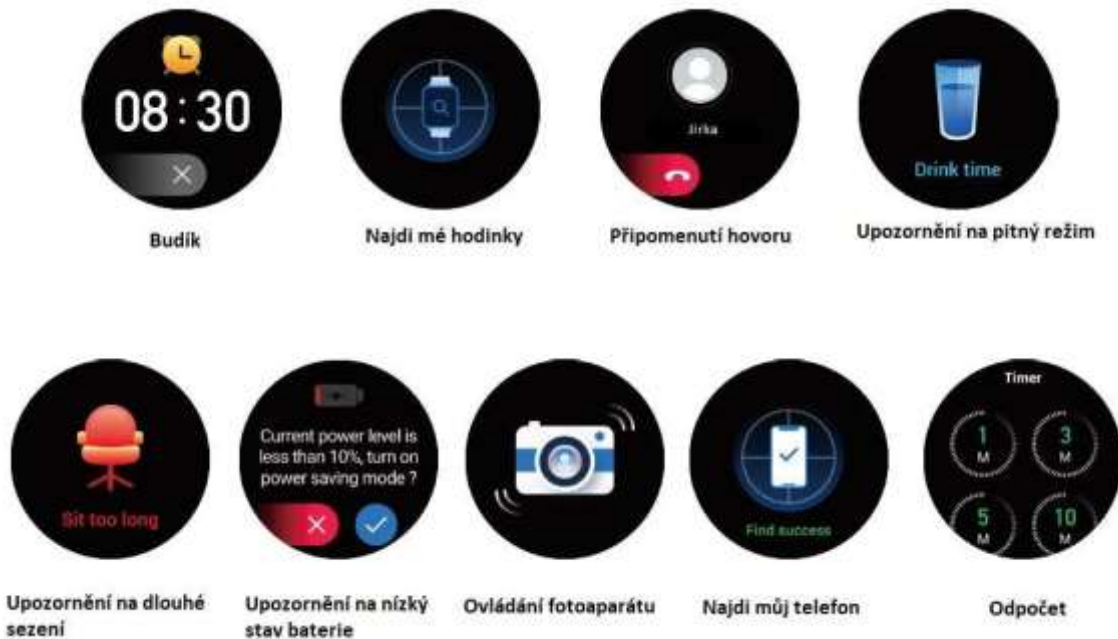 08:30
Budík
Najdi mé hodinky
Jirka
Připomenutí hovoru
Drink time
Upozornění na pitný režim
Sit too long
Upozornění na dlouhé
sezení
Current power level is
less than 10%, turn on
power saving mode ?
Upozornění na nízký
stav baterie
Ovládání fotoaparátu
Find success
Najdi můj telefon
Timer
1 3
M M
5 10
M M
Odpočet